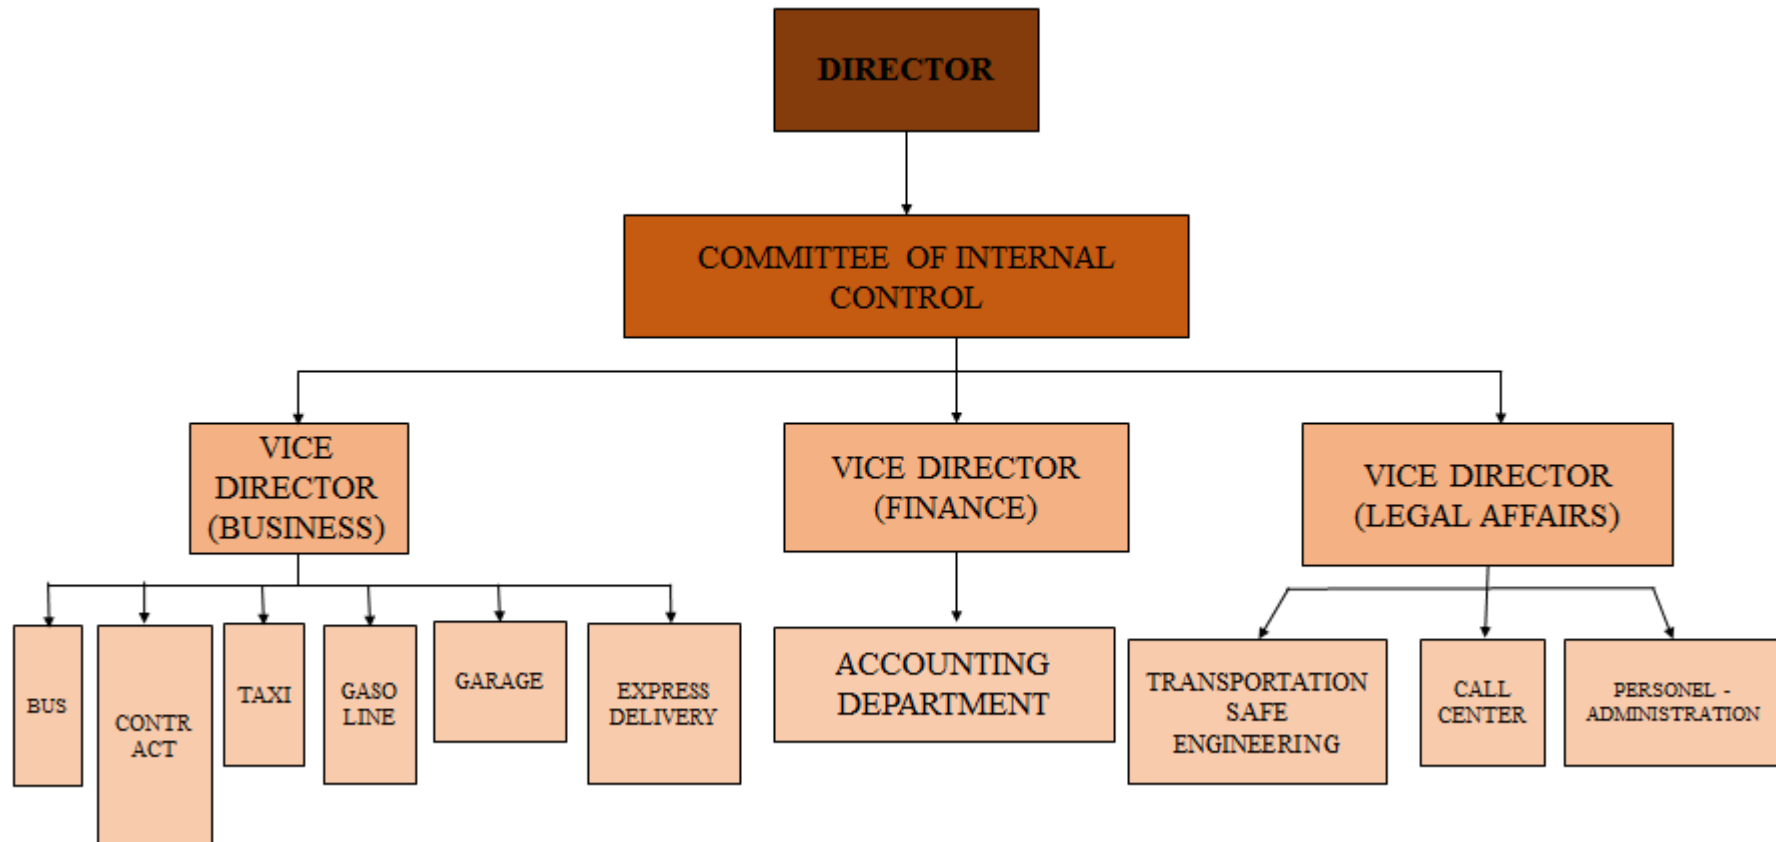 DIRECTOR
COMMITTEE OF INTERNAL
CONTROL
VICE
DIRECTOR
(BUSINESS)
VICE DIRECTOR
(FINANCE)
VICE DIRECTOR
(LEGAL AFFAIRS)
BUS
CONTR
ACT
TAXI
GASO
LINE
GARAGE
EXPRESS
DELIVERY
ACCOUNTING
DEPARTMENT
TRANSPORTATION
SAFE
ENGINEERING
CALL
CENTER
PERSONEL -
ADMINISTRATION